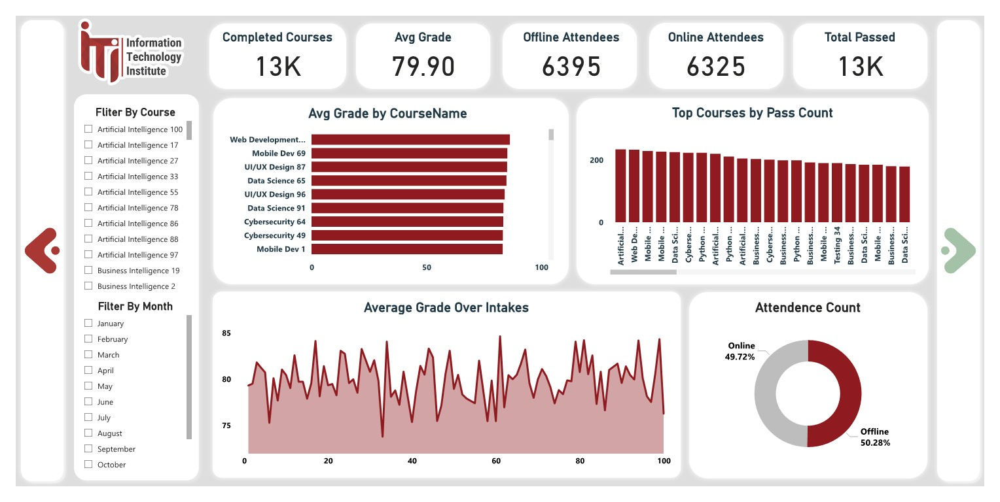 Information
Technology
Institute
Completed Courses
13K
Avg Grade
79.90
Offline Attendees
6395
Online Attendees
6325
Total Passed
13K
Fliter By Course
Artificial Intelligence 100
Artificial Intelligence 17
Artificial Intelligence 27
Artificial Intelligence 33
Artificial Intelligence 55
Artificial Intelligence 78
Artificial Intelligence 86
Artificial Intelligence 88
Artificial Intelligence 97
Business Intelligence 19
Business Intelligence 2
Filter By Month
January
February
March
April
May
June
July
August
September
October
Avg Grade by CourseName
Web Development...
Mobile Dev 69
UI/UX Design 87
Data Science 65
UI/UX Design 96
Data Science 91
Cybersecurity 64
Cybersecurity 49
Mobile Dev 1
0 50 100
Top Courses by Pass Count
200
0
Artificial...
Web De...
Mobile ...
Mobile ...
Data Sci...
Cyberse...
Python ...
Artificial...
Python ...
Artificial...
Business...
Cyberse...
Business...
Python ...
Business...
Mobile ...
Testing 34
Business...
Data Sci...
Mobile ...
Business...
Data Sci...
Average Grade Over Intakes
85
80
75
0 20 40 60 80 100
Attendence Count
Online
49.72%
Offline
50.28%